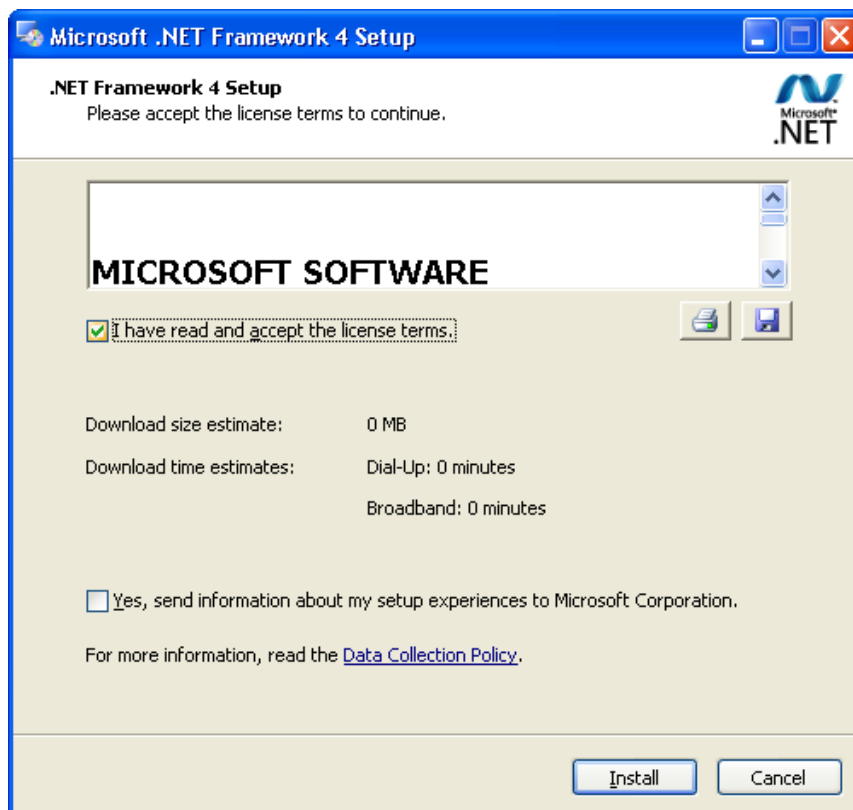 Microsoft .NET Framework 4 Setup
.NET Framework 4 Setup
Please accept the license terms to continue.
Microsoft®
.NET
MICROSOFT SOFTWARE
I have read and accept the license terms.
Download size estimate: 0 MB
Download time estimates: Dial-Up: 0 minutes
Broadband: 0 minutes
Yes, send information about my setup experiences to Microsoft Corporation.
For more information, read the Data Collection Policy.
Install Cancel